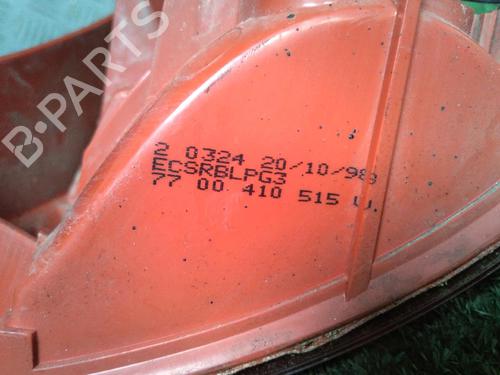 B-PARTS
2 0324 20/10/98
ECSRBLPG3
77 00 410 515 V.